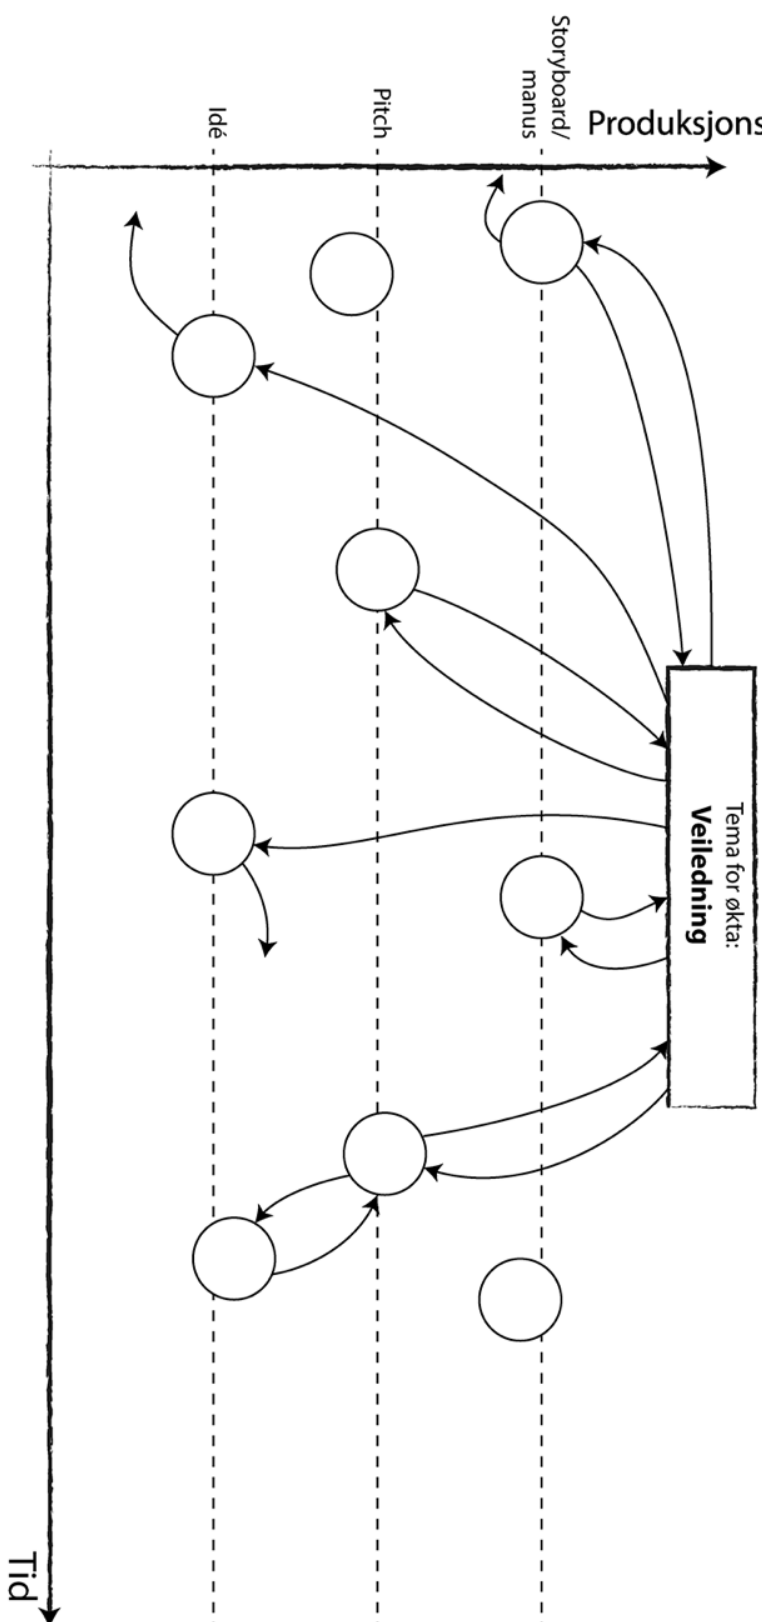 Produksjons
Storyboard/
manus
Pitch
Idé
Tema for økta:
Veiledning
Tid